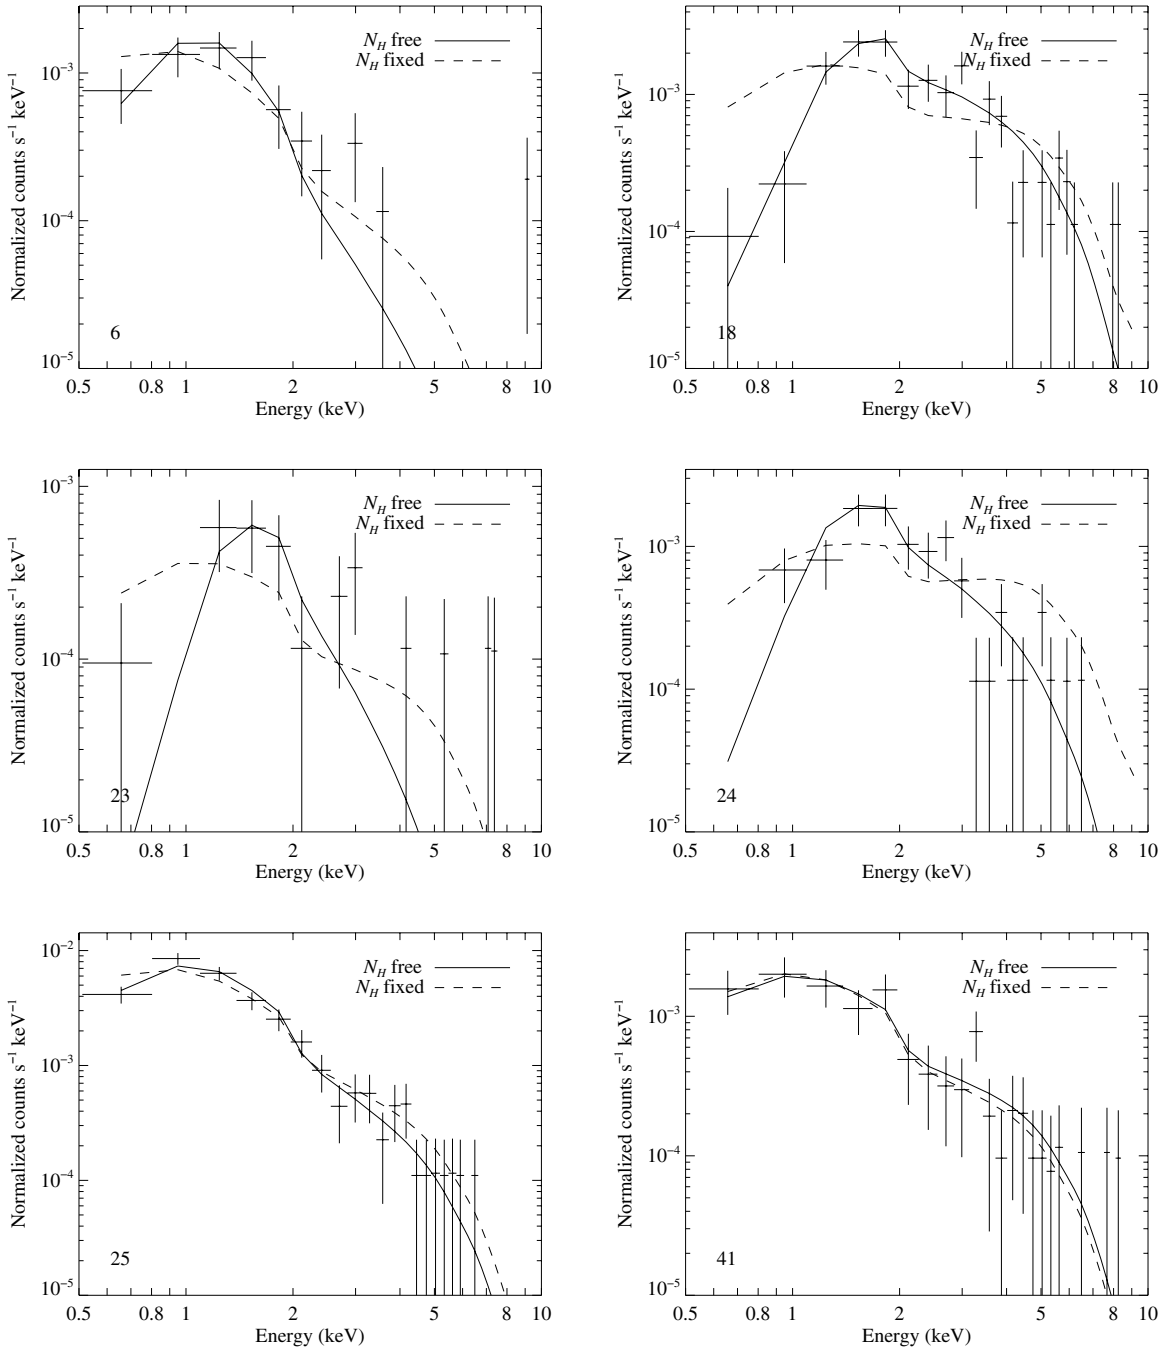 N_H free
N_H fixed
10⁻³
10⁻⁴
10⁻⁵
Normalized counts s⁻¹ keV⁻¹
6
0.5 0.8 1 2 5 8 10
Energy (keV)
N_H free
N_H fixed
10⁻³
10⁻⁴
10⁻⁵
Normalized counts s⁻¹ keV⁻¹
18
0.5 0.8 1 2 5 8 10
Energy (keV)
N_H free
N_H fixed
10⁻³
10⁻⁴
10⁻⁵
Normalized counts s⁻¹ keV⁻¹
23
0.5 0.8 1 2 5 8 10
Energy (keV)
N_H free
N_H fixed
10⁻³
10⁻⁴
10⁻⁵
Normalized counts s⁻¹ keV⁻¹
24
0.5 0.8 1 2 5 8 10
Energy (keV)
N_H free
N_H fixed
10⁻²
10⁻³
10⁻⁴
10⁻⁵
Normalized counts s⁻¹ keV⁻¹
25
0.5 0.8 1 2 5 8 10
Energy (keV)
N_H free
N_H fixed
10⁻³
10⁻⁴
10⁻⁵
Normalized counts s⁻¹ keV⁻¹
41
0.5 0.8 1 2 5 8 10
Energy (keV)